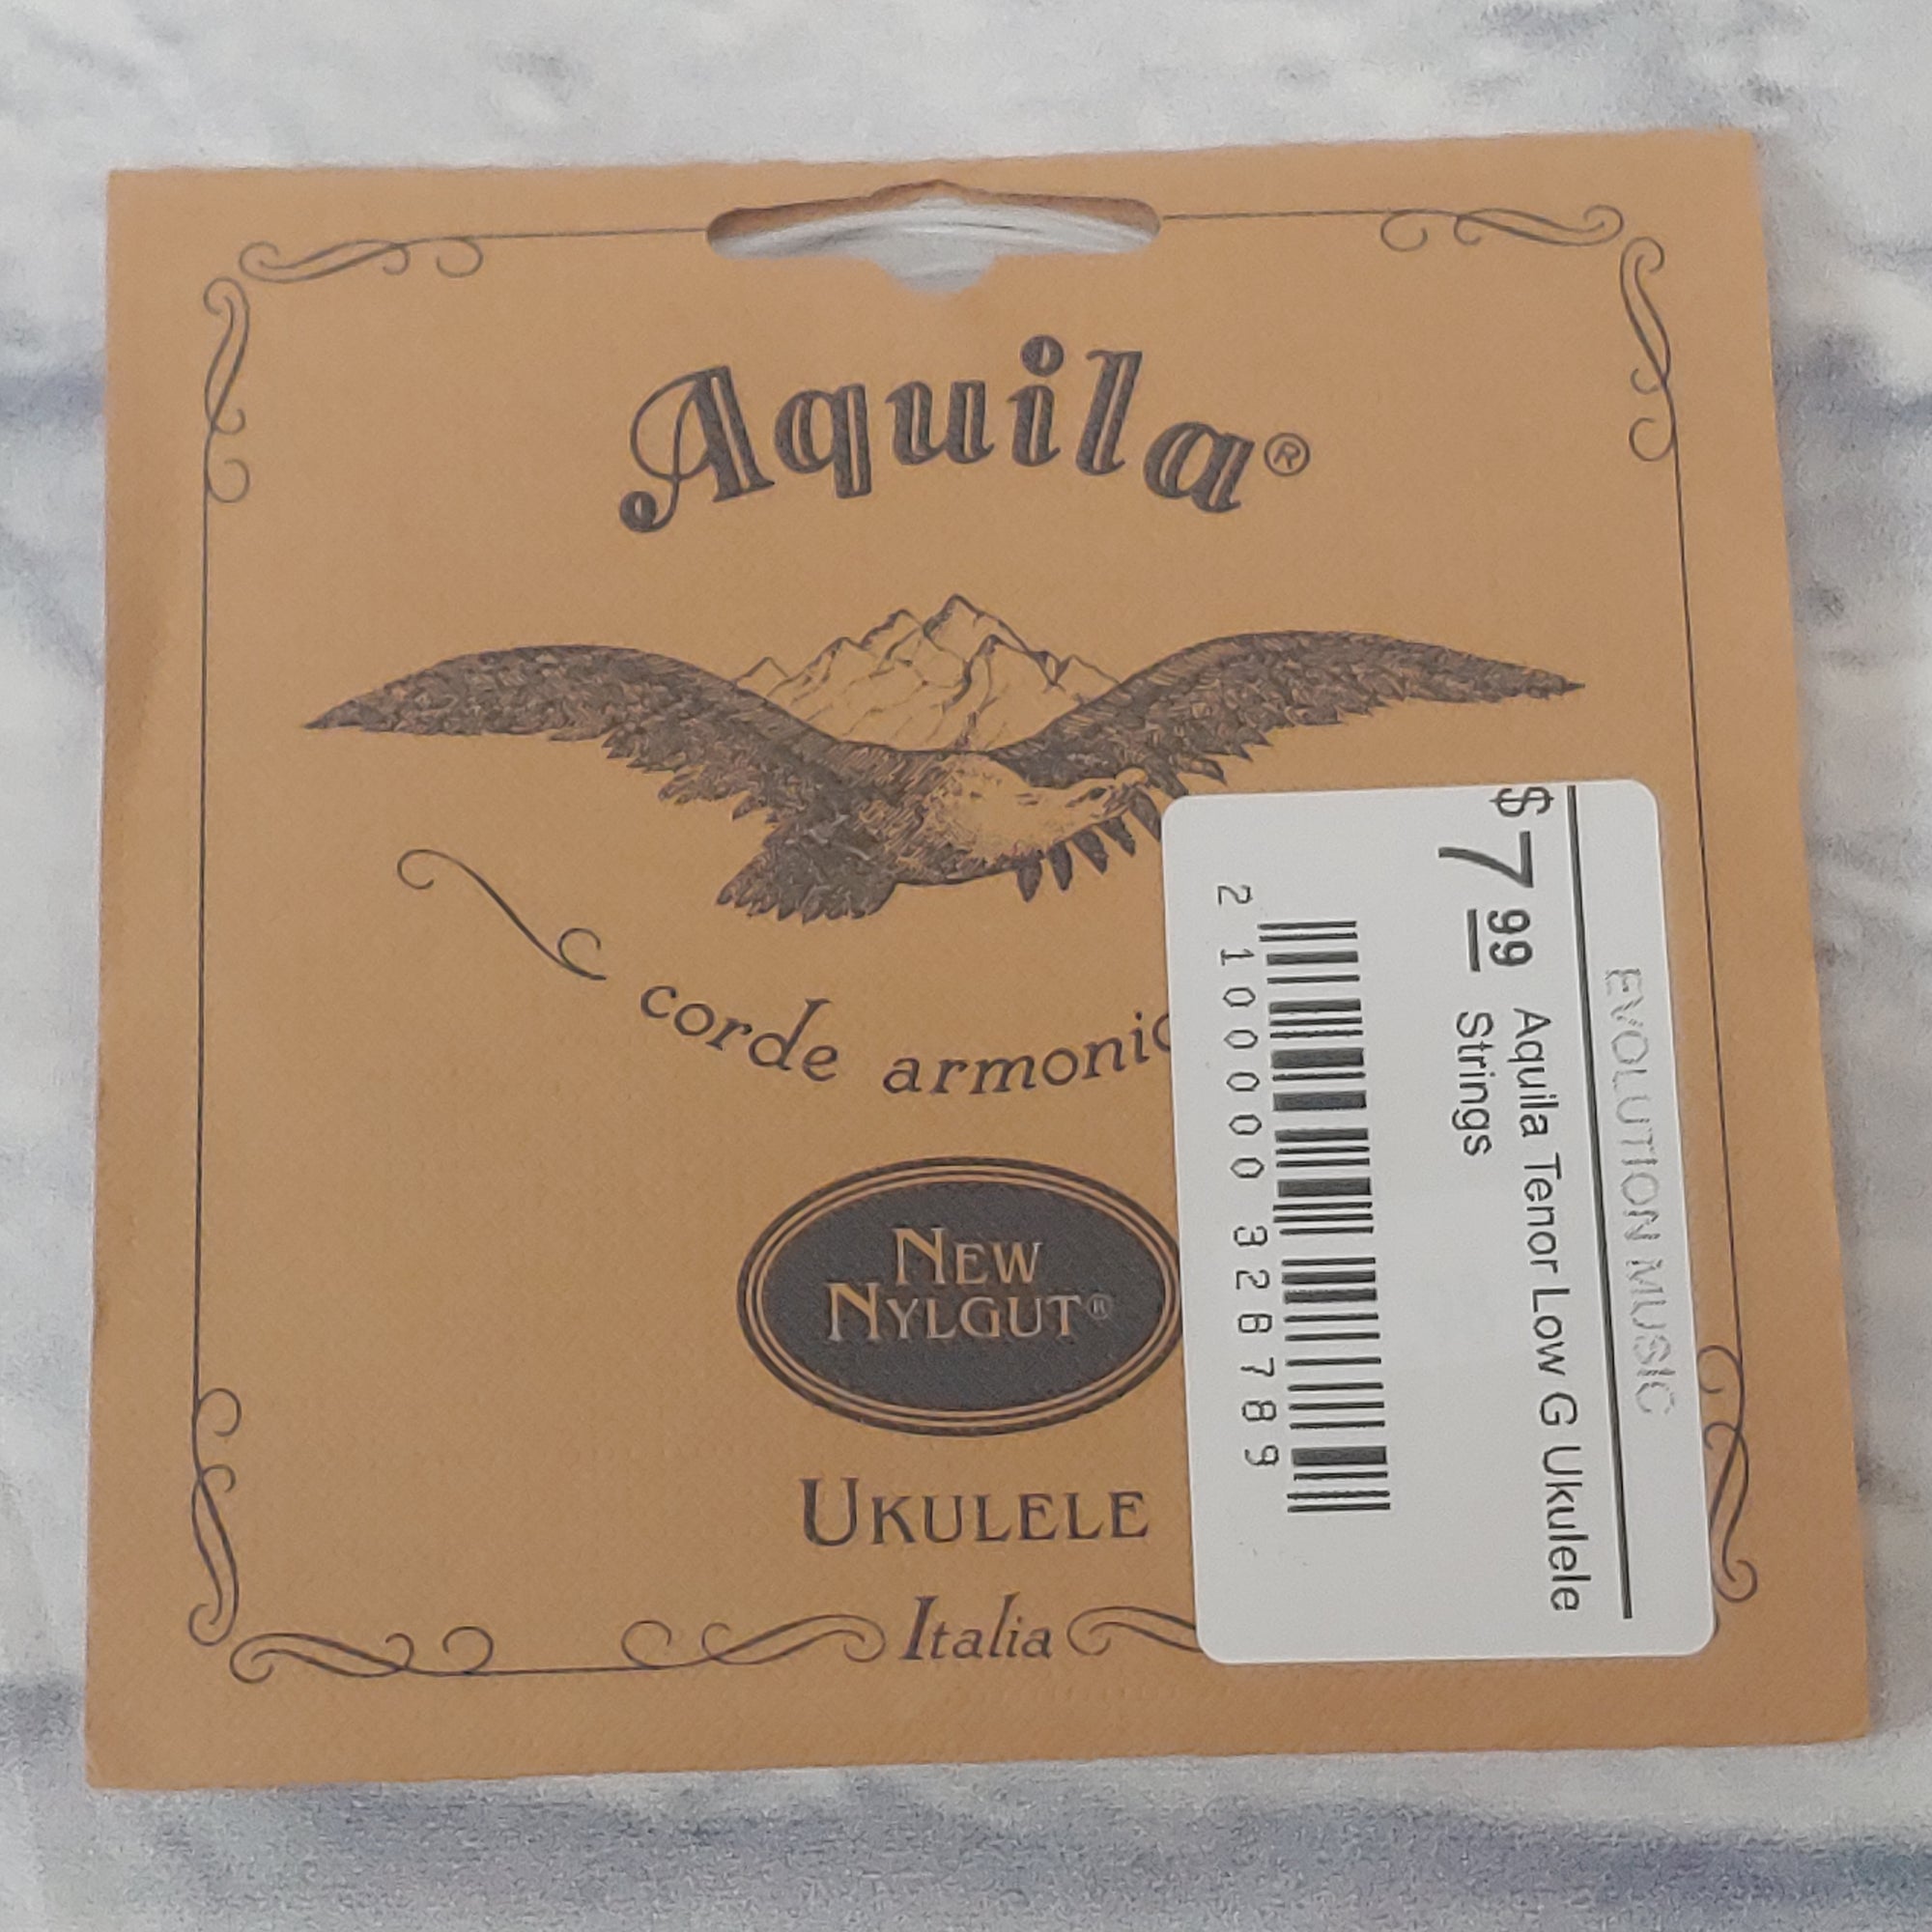 Aquila®
corde armonic
NEW
NYLGUT®
UKULELE
Italia
EVOLUTION MUSIC
$7.99 Aquila Tenor Low G Ukulele
Strings
2 100000 328789